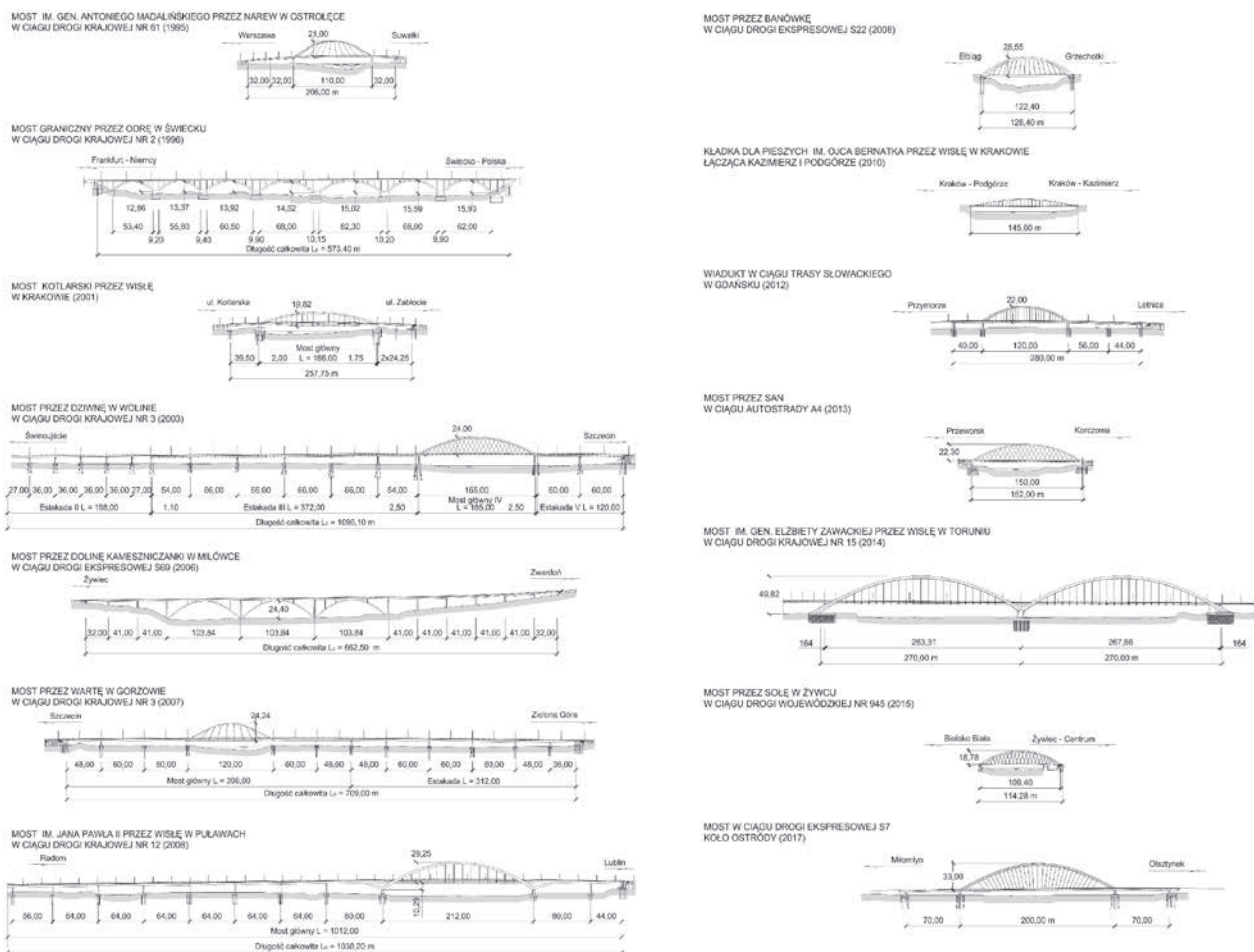 MOST IM. GEN. ANTONIEGO MADALIŃSKIEGO PRZEZ NAREW W OSTROŁĘCE
W CIĄGU DROGI KRAJOWEJ NR 61 (1995)
Warszawa 21,00 Suwałki
32,00 32,00 110,00 32,00
206,00 m
MOST GRANICZNY PRZEZ ODRĘ W ŚWIECKU
W CIĄGU DROGI KRAJOWEJ NR 2 (1996)
Frankfurt - Niemcy Świecko - Polska
12,86 13,37 13,92 14,52 15,02 15,59 15,93
53,40 55,80 60,50 68,00 82,30 68,00 62,00
9,20 9,40 9,90 10,15 10,20 9,90
Długość całkowita Lc = 573,40 m
MOST KOTLARSKI PRZEZ WISŁĘ
W KRAKOWIE (2001)
ul. Kotlarska 19,82 ul. Zabłocie
Most główny
39,50 2,00 L = 166,00 1,75 2x24,25
257,75 m
MOST PRZEZ DZIWNĘ W WOLINIE
W CIĄGU DROGI KRAJOWEJ NR 3 (2003)
Świnoujście 24,00 Szczecin
27,00 36,00 36,00 36,00 36,00 27,00 54,00 66,00 66,00 66,00 66,00 54,00 165,00 60,00 60,00
Most główny IV
Estakada II L = 198,00 1,10 Estakada III L = 372,00 2,50 L = 165,00 2,50 Estakada V L = 120,00
Długość całkowita Lc = 1095,10 m
MOST PRZEZ DOLINĘ KAMESZNICZANKI W MILÓWCE
W CIĄGU DROGI EKSPRESOWEJ S69 (2006)
Żywiec Zwardoń
24,40
32,00 41,00 41,00 103,84 103,84 103,84 41,00 41,00 41,00 41,00 41,00 32,00
Długość całkowita Lc = 662,50 m
MOST PRZEZ WARTĘ W GORZOWIE
W CIĄGU DROGI KRAJOWEJ NR 3 (2007)
Szczecin 24,24 Zielona Góra
48,00 60,00 60,00 120,00 60,00 48,00 48,00 60,00 60,00 60,00 48,00 36,00
Most główny L = 396,00 Estakada L = 312,00
Długość całkowita Lc = 709,00 m
MOST IM. JANA PAWŁA II PRZEZ WISŁĘ W PUŁAWACH
W CIĄGU DROGI KRAJOWEJ NR 12 (2008)
Radom 29,25 Lublin
10,29
56,00 64,00 64,00 64,00 64,00 64,00 64,00 80,00 212,00 80,00 44,00
Most główny L = 1012,00
Długość całkowita Lc = 1038,20 m
MOST PRZEZ BANÓWKĘ
W CIĄGU DROGI EKSPRESOWEJ S22 (2008)
Elbląg 26,55 Grzechotki
122,40
128,40 m
KŁADKA DLA PIESZYCH IM. OJCA BERNATKA PRZEZ WISŁĘ W KRAKOWIE
ŁĄCZĄCA KAZIMIERZ I PODGÓRZE (2010)
Kraków - Podgórze Kraków - Kazimierz
145,60 m
WIADUKT W CIĄGU TRASY SŁOWACKIEGO
W GDAŃSKU (2012)
Przymorze 22,00 Letnica
40,00 120,00 56,00 44,00
280,00 m
MOST PRZEZ SAN
W CIĄGU AUTOSTRADY A4 (2013)
Przeworsk Korczowa
22,30
150,00
162,00 m
MOST IM. GEN. ELŻBIETY ZAWACKIEJ PRZEZ WISŁĘ W TORUNIU
W CIĄGU DROGI KRAJOWEJ NR 15 (2014)
49,82
164 263,31 267,86 164
270,00 m 270,00 m
MOST PRZEZ SOŁĘ W ŻYWCU
W CIĄGU DROGI WOJEWÓDZKIEJ NR 945 (2015)
Bielsko Biała Żywiec - Centrum
18,78
109,40
114,28 m
MOST W CIĄGU DROGI EKSPRESOWEJ S7
KOŁO OSTRÓDY (2017)
Miłomłyn Olsztynek
33,00
70,00 200,00 m 70,00